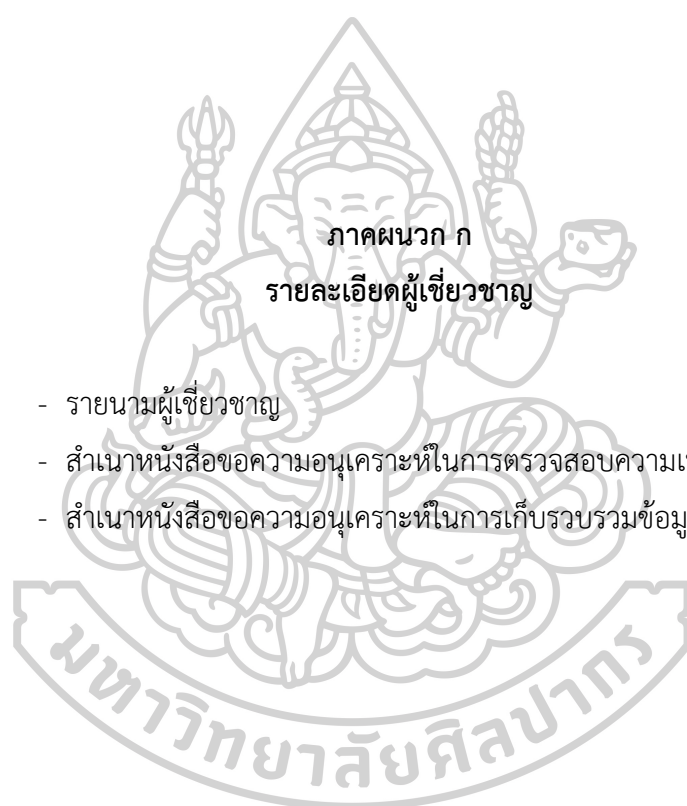 ภาคผนวก ก
รายละเอียดผู้เชี่ยวชาญ
- รายนามผู้เชี่ยวชาญ
- สำเนาหนังสือขอความอนุเคราะห์ในการตรวจสอบความ
- สำเนาหนังสือขอความอนุเคราะห์ในการเก็บรวบรวม
มหาวิทยาลัยศิลปากร